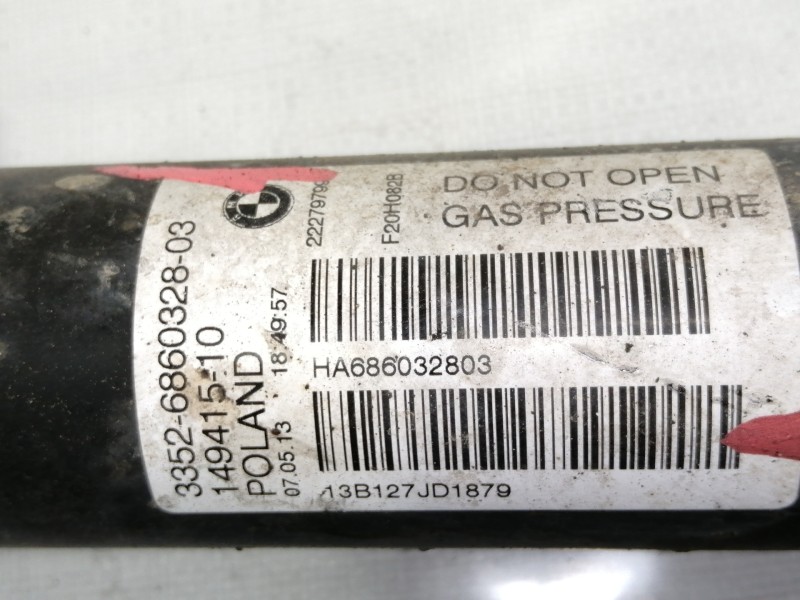 3352-6860328-03
149415-10
POLAND
07.05.13 18:49:57
F20H082B
DO NOT OPEN
GAS PRESSURE
HA686032803
13B127JD1879